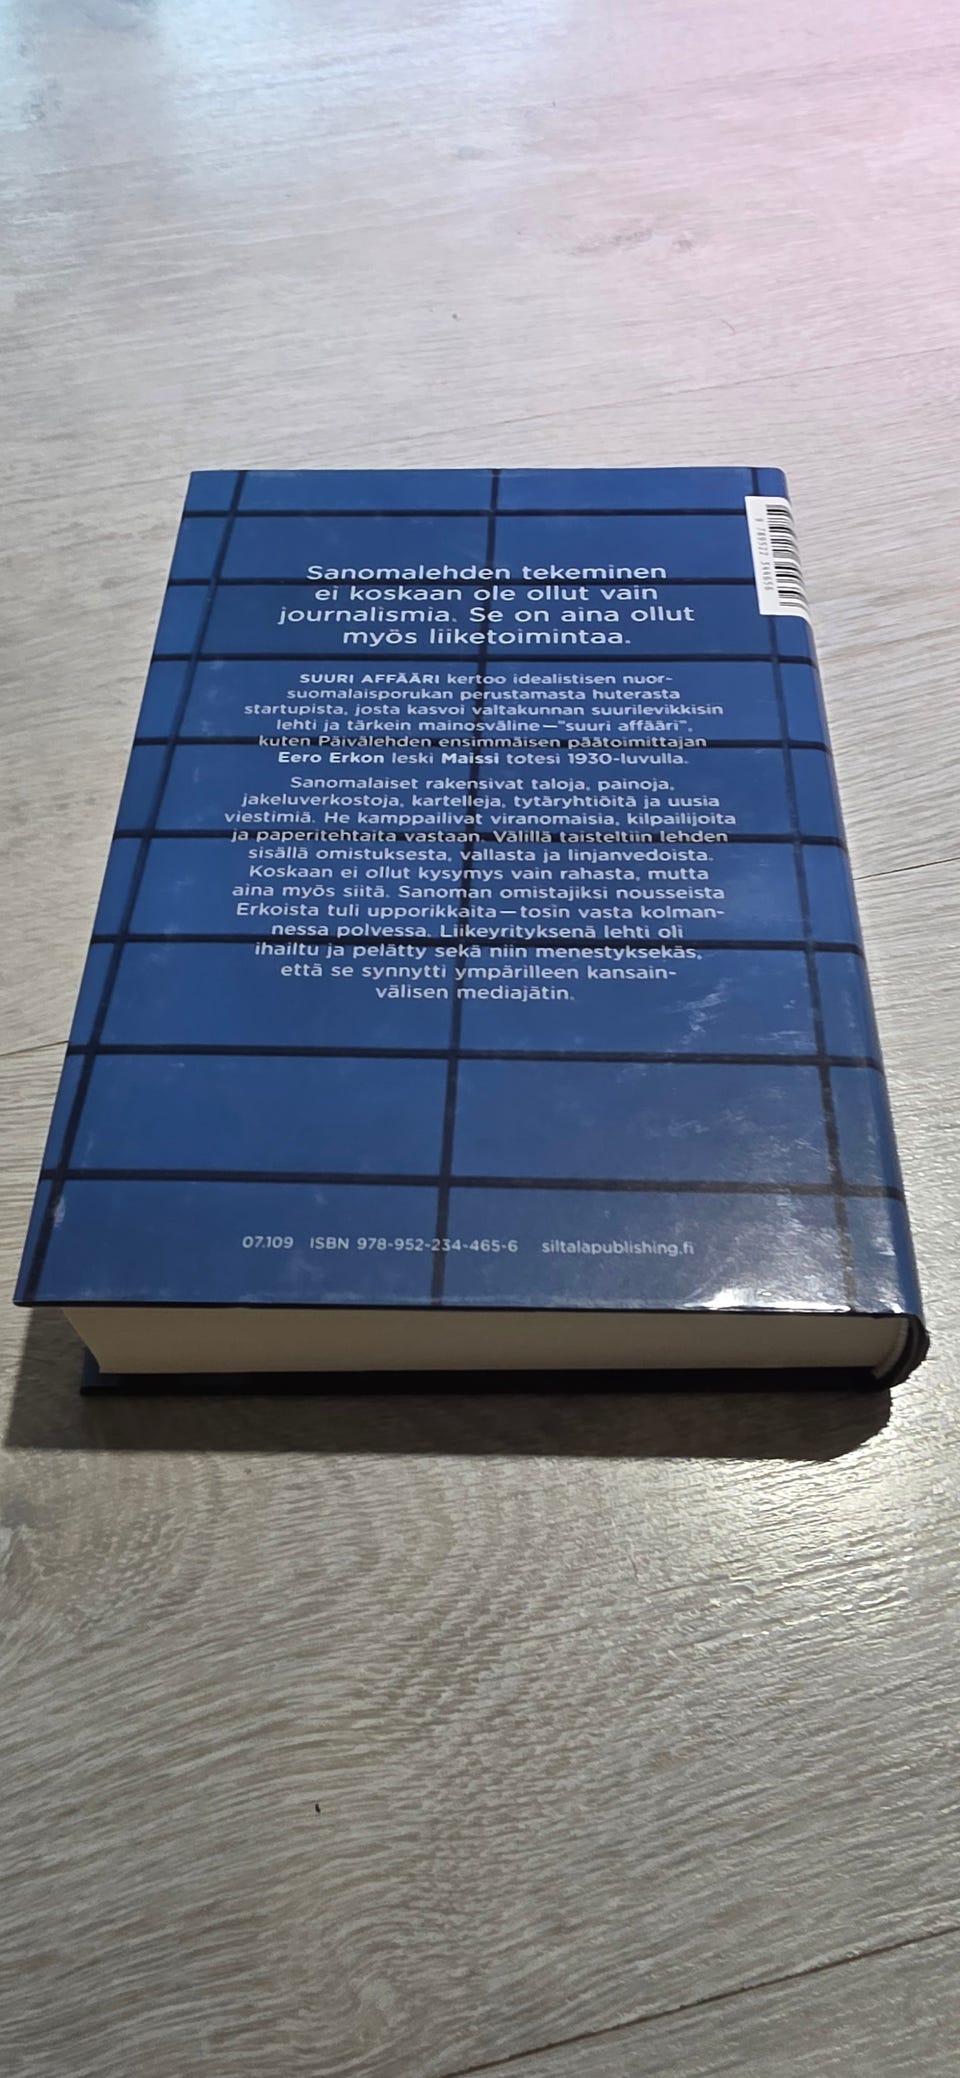 Sanomalehden tekeminen
ei koskaan ole ollut vain
journalismia. Se on aina ollut
myös liiketoimintaa.
SUURI AFFÄÄRI kertoo idealistisen nuor-
suomalaisporukan perustamasta huterasta
startupista, josta kasvoi valtakunnan suurilevikkisin
lehti ja tärkein mainosväline—"suuri affääri",
kuten Päivälehden ensimmäisen päätoimittajan
Eero Erkon leski Maissi totesi 1930-luvulla.
Sanomalaiset rakensivat taloja, painoja,
jakeluverkostoja, kartelleja, tytäryhtiöitä ja uusia
viestimiä. He kamppailivat viranomaisia, kilpailijoita
ja paperitehtaita vastaan. Välillä taisteltiin lehden
sisällä omistuksesta, vallasta ja linjanvedoista.
Koskaan ei ollut kysymys vain rahasta, mutta
aina myös siitä. Sanoman omistajiksi nousseista
Erkoista tuli upporikkaita—tosin vasta kolman-
nessa polvessa. Liikeyrityksenä lehti oli
ihailtu ja pelätty sekä niin menestyksekäs,
että se synnytti ympärilleen kansain-
välisen mediajätin.
07.109 ISBN 978-952-234-465-6 siltalapublishing.fi
9 789522 344656